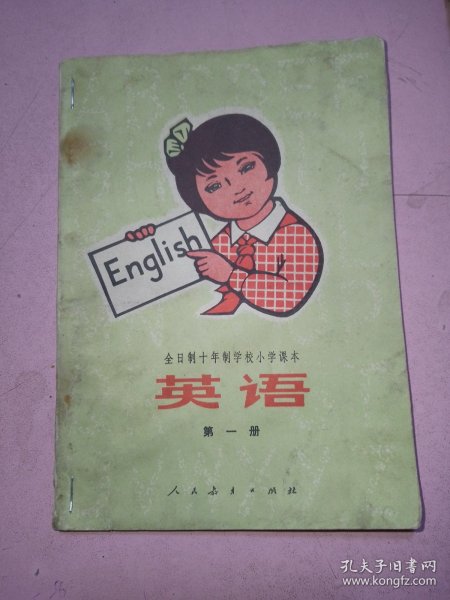 English
全日制十年制学校小学课本
英语
第一册
人民教育出版社
孔夫子旧书网
www.kongfz.com